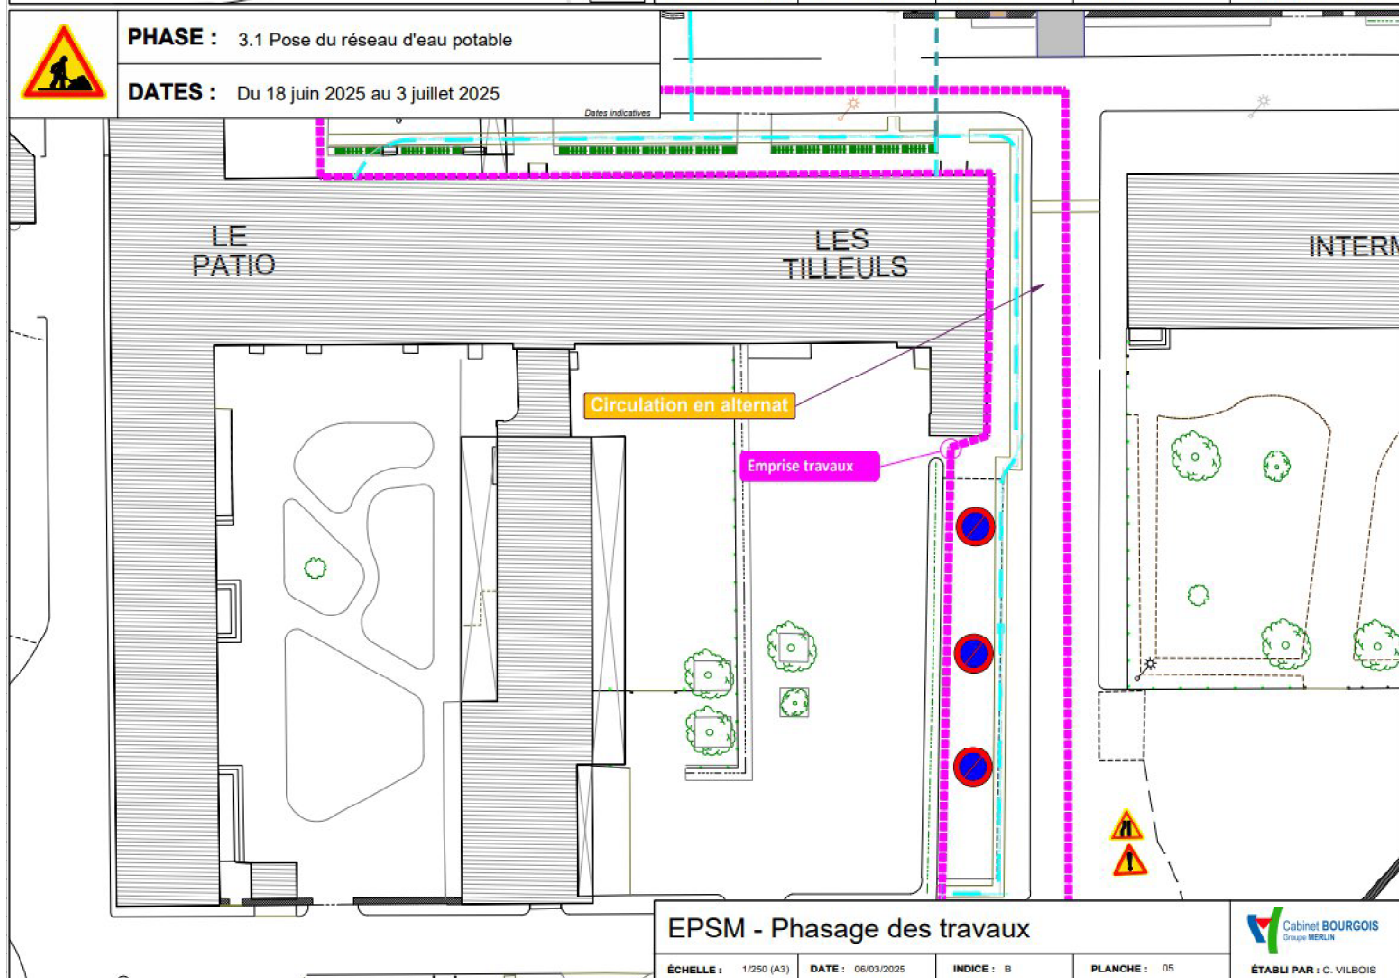 PHASE : 3.1 Pose du réseau d'eau potable
DATES : Du 18 juin 2025 au 3 juillet 2025
Dates indicatives
LE
PATIO
LES
TILLEULS
INTERM
Circulation en alternat
Emprise travaux
EPSM - Phasage des travaux
Cabinet BOURGOIS
Groupe MERLIN
ÉCHELLE : 1/250 (A3) DATE : 06/03/2025 INDICE : B PLANCHE : 05 ÉTABLI PAR : C. VILBOIS